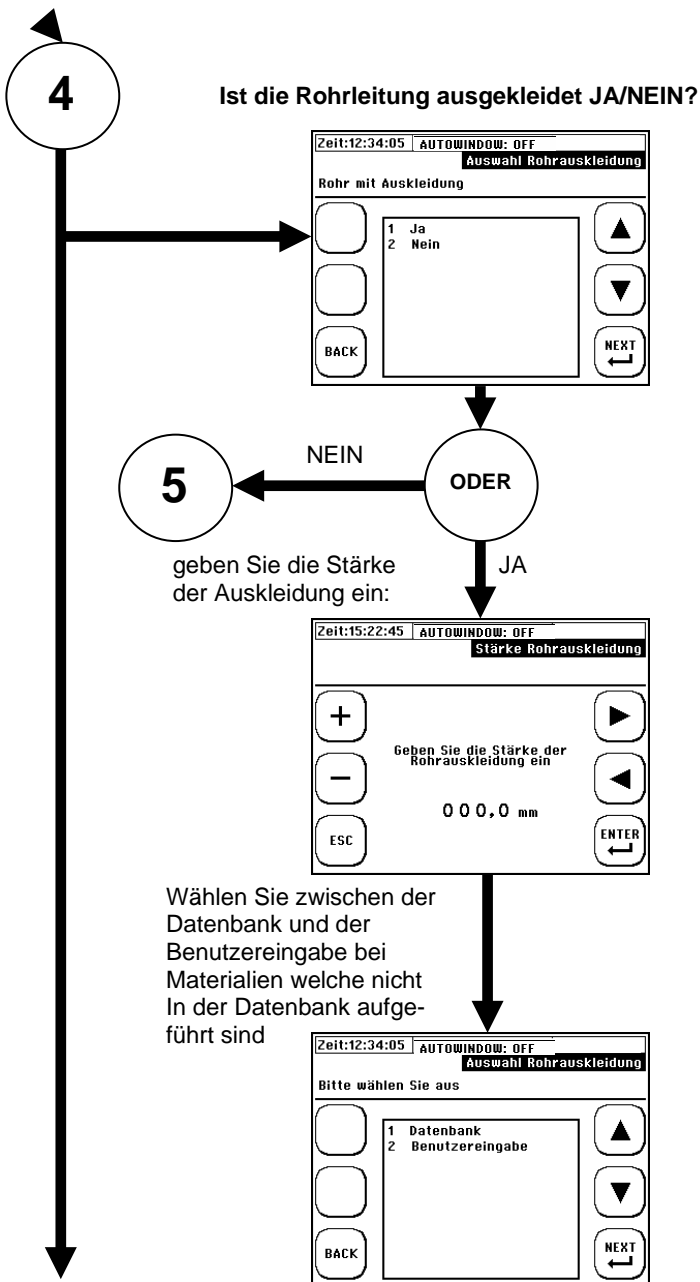 4
Ist die Rohrleitung ausgekleidet JA/NEIN?
Zeit:12:34:05 AUTOWINDOW: OFF
Auswahl Rohrauskleidung
Rohr mit Auskleidung
1 Ja
2 Nein
BACK
NEXT
NEIN
5
ODER
geben Sie die Stärke
der Auskleidung ein:
JA
Zeit:15:22:45 AUTOWINDOW: OFF
Stärke Rohrauskleidung
+
Geben Sie die Stärke der
Rohrauskleidung ein
-
000,0 mm
ESC
ENTER
Wählen Sie zwischen der
Datenbank und der
Benutzereingabe bei
Materialien welche nicht
In der Datenbank aufge-
führt sind
Zeit:12:34:05 AUTOWINDOW: OFF
Auswahl Rohrauskleidung
Bitte wählen Sie aus
1 Datenbank
2 Benutzereingabe
BACK
NEXT